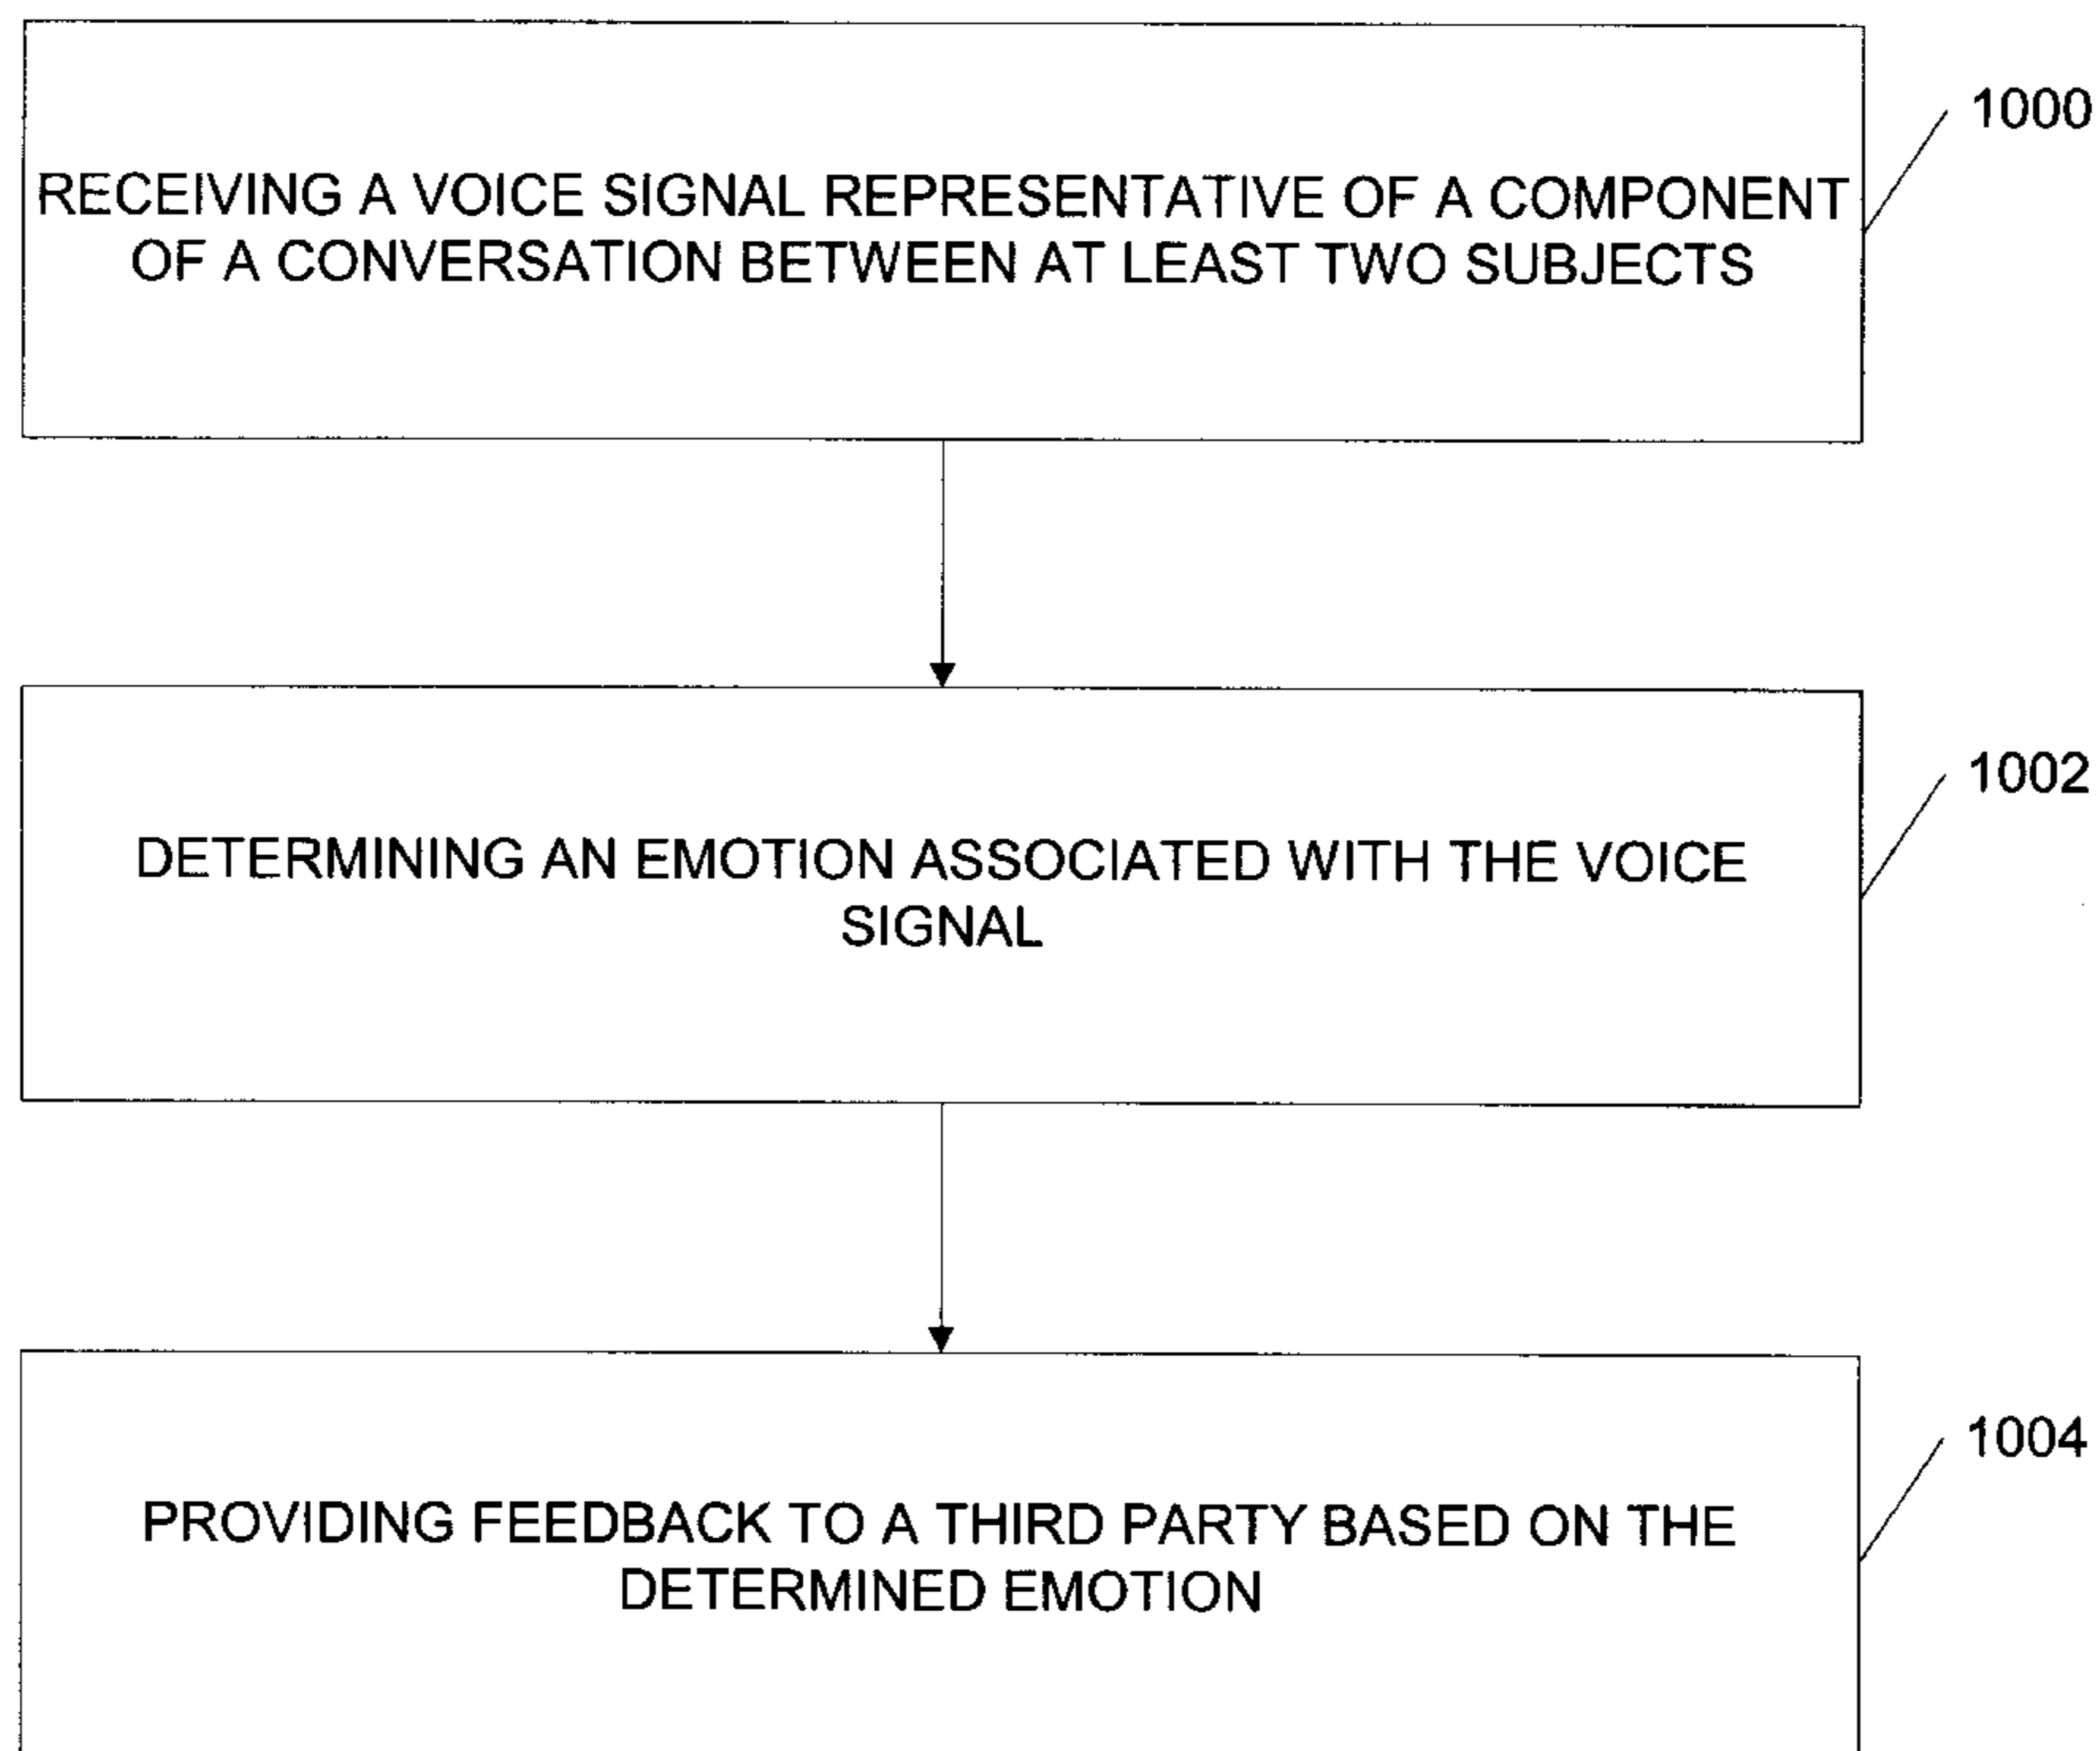 1000
RECEIVING A VOICE SIGNAL REPRESENTATIVE OF A COMPONENT
OF A CONVERSATION BETWEEN AT LEAST TWO SUBJECTS
1002
DETERMINING AN EMOTION ASSOCIATED WITH THE VOICE
SIGNAL
1004
PROVIDING FEEDBACK TO A THIRD PARTY BASED ON THE
DETERMINED EMOTION